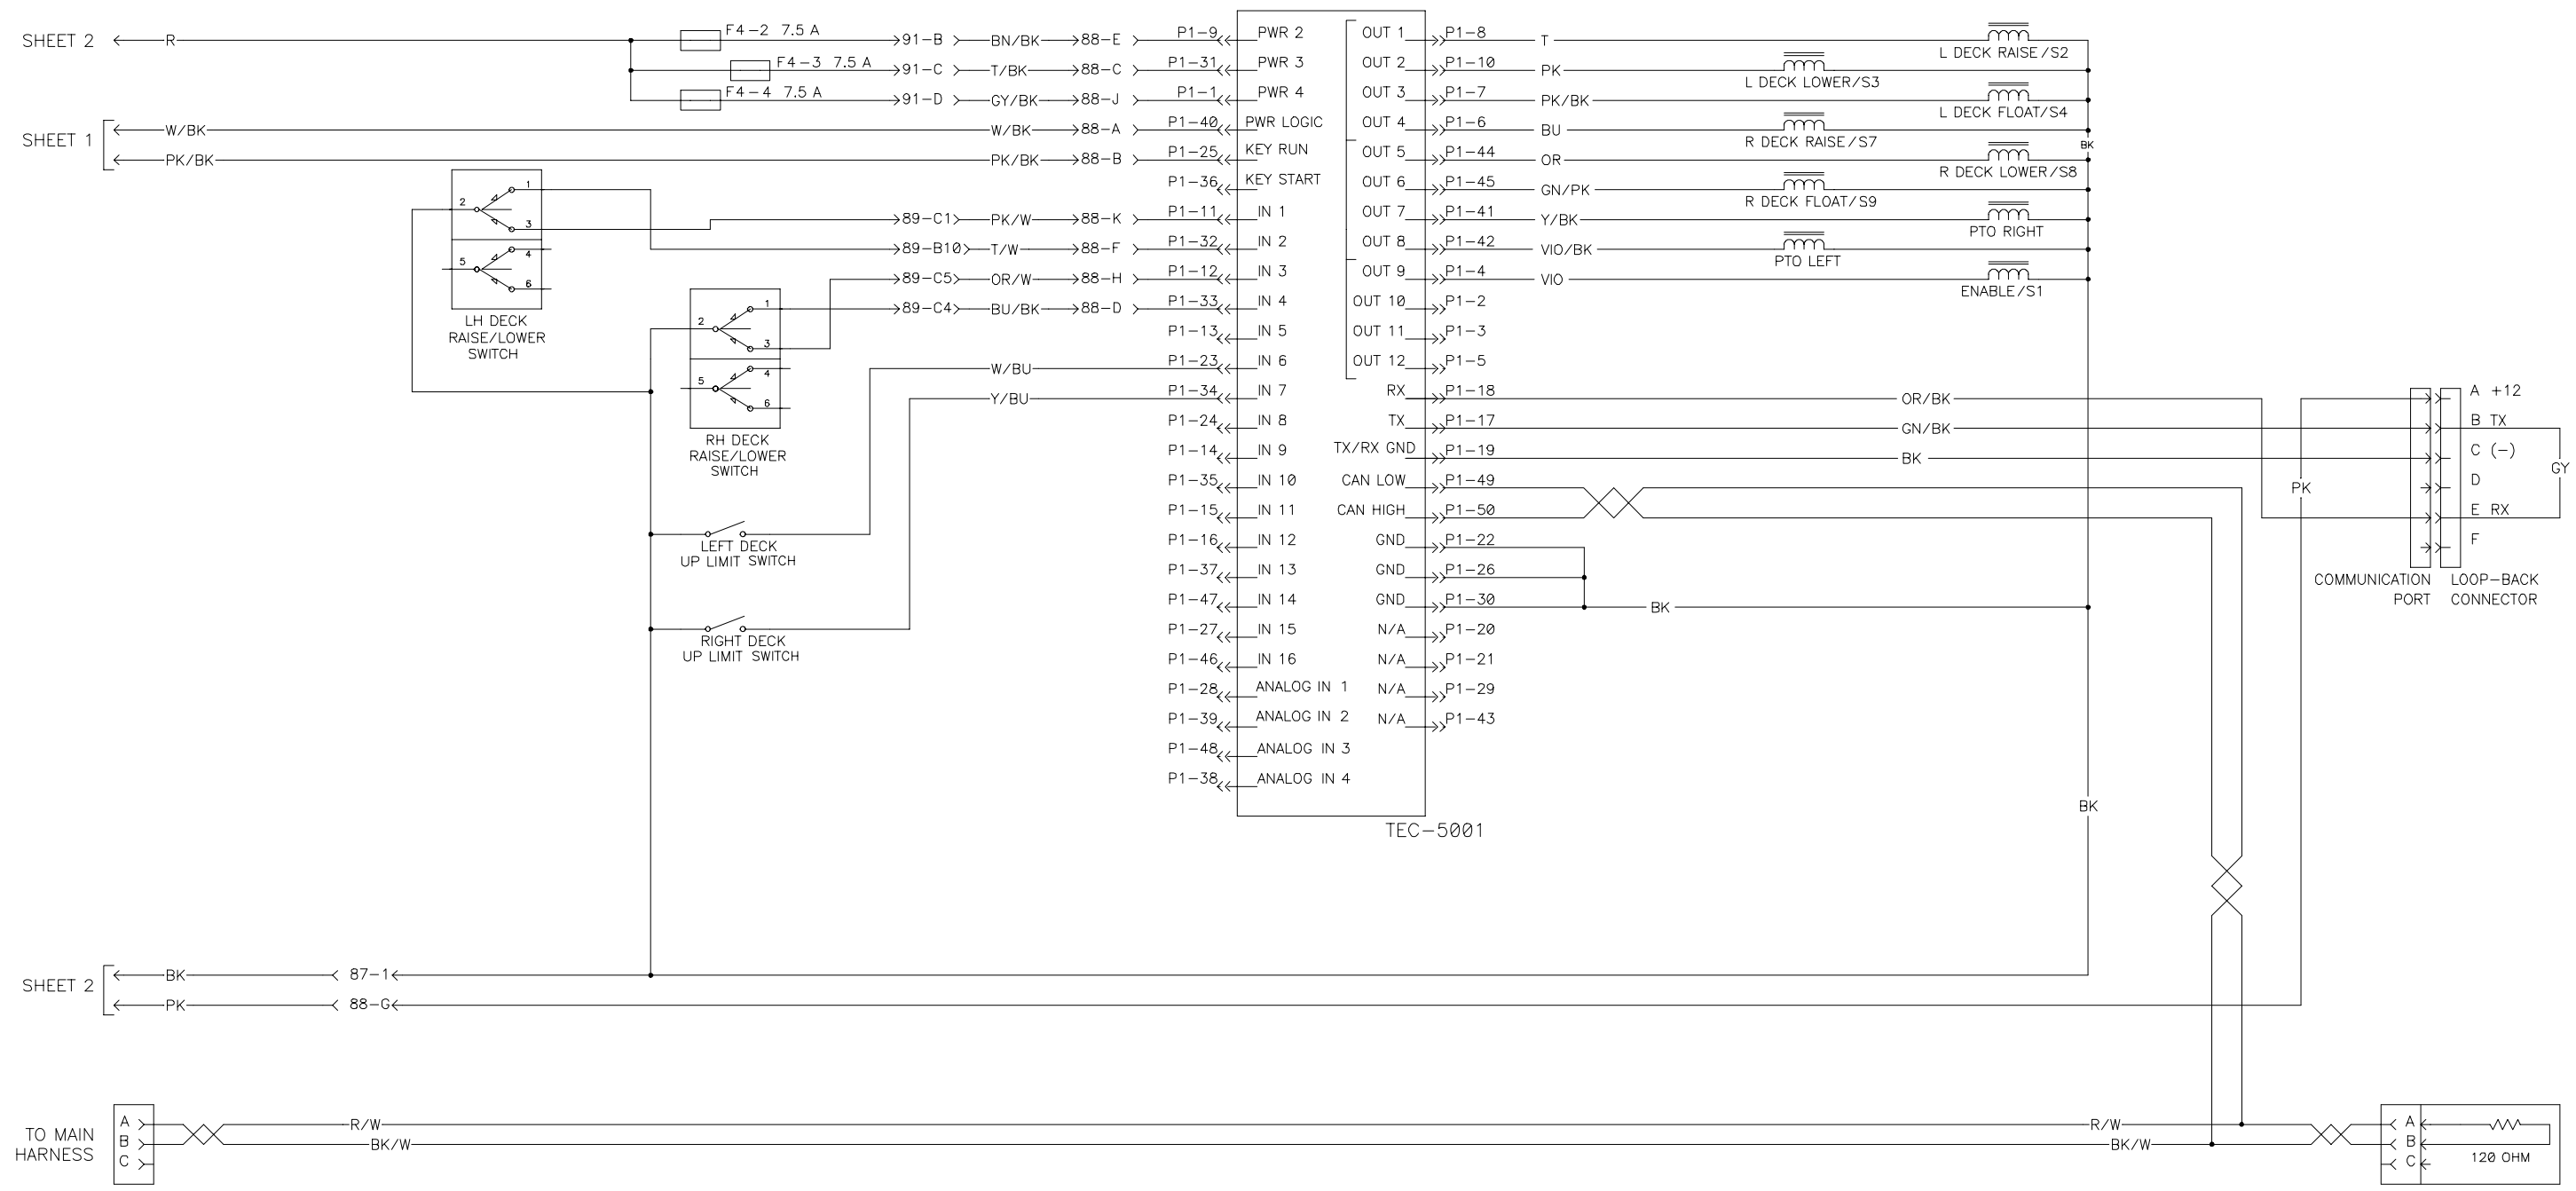 SHEET 2
R
F4-2 7.5 A
91-B
BN/BK
88-E
P1-9
PWR 2
OUT 1
P1-8
T
L DECK RAISE/S2
F4-3 7.5 A
91-C
T/BK
88-C
P1-31
PWR 3
OUT 2
P1-10
PK
L DECK LOWER/S3
F4-4 7.5 A
91-D
GY/BK
88-J
P1-1
PWR 4
OUT 3
P1-7
PK/BK
L DECK FLOAT/S4
SHEET 1
W/BK
W/BK
88-A
P1-40
PWR LOGIC
OUT 4
P1-6
BU
R DECK RAISE/S7
BK
PK/BK
PK/BK
88-B
P1-25
KEY RUN
OUT 5
P1-44
OR
R DECK LOWER/S8
P1-36
KEY START
OUT 6
P1-45
GN/PK
R DECK FLOAT/S9
1
2
3
4
5
6
LH DECK
RAISE/LOWER
SWITCH
89-C1
PK/W
88-K
P1-11
IN 1
OUT 7
P1-41
Y/BK
PTO RIGHT
89-B10
T/W
88-F
P1-32
IN 2
OUT 8
P1-42
VIO/BK
PTO LEFT
89-C5
OR/W
88-H
P1-12
IN 3
OUT 9
P1-4
VIO
ENABLE/S1
1
2
3
4
5
6
RH DECK
RAISE/LOWER
SWITCH
89-C4
BU/BK
88-D
P1-33
IN 4
OUT 10
P1-2
P1-13
IN 5
OUT 11
P1-3
W/BU
P1-23
IN 6
OUT 12
P1-5
Y/BU
P1-34
IN 7
RX
P1-18
OR/BK
A +12
P1-24
IN 8
TX
P1-17
GN/BK
B TX
P1-14
IN 9
TX/RX GND
P1-19
BK
C (-)
GY
P1-35
IN 10
CAN LOW
P1-49
PK
D
P1-15
IN 11
CAN HIGH
P1-50
E RX
LEFT DECK
UP LIMIT SWITCH
P1-16
IN 12
GND
P1-22
F
P1-37
IN 13
GND
P1-26
COMMUNICATION
PORT
LOOP-BACK
CONNECTOR
P1-47
IN 14
GND
P1-30
BK
RIGHT DECK
UP LIMIT SWITCH
P1-27
IN 15
N/A
P1-20
P1-46
IN 16
N/A
P1-21
P1-28
ANALOG IN 1
N/A
P1-29
P1-39
ANALOG IN 2
N/A
P1-43
P1-48
ANALOG IN 3
P1-38
ANALOG IN 4
BK
TEC-5001
SHEET 2
BK
87-1
PK
88-G
TO MAIN
HARNESS
A
B
C
R/W
BK/W
R/W
BK/W
A
B
C
120 OHM